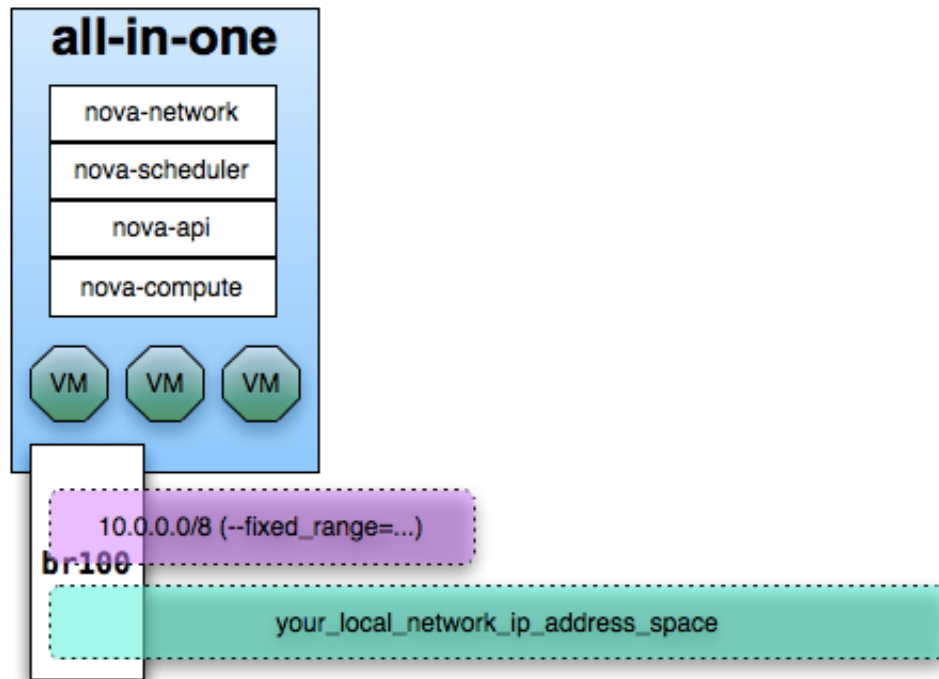 all-in-one
nova-network
nova-scheduler
nova-api
nova-compute
VM VM VM
10.0.0.0/8 (--fixed_range=...)
br100
your_local_network_ip_address_space